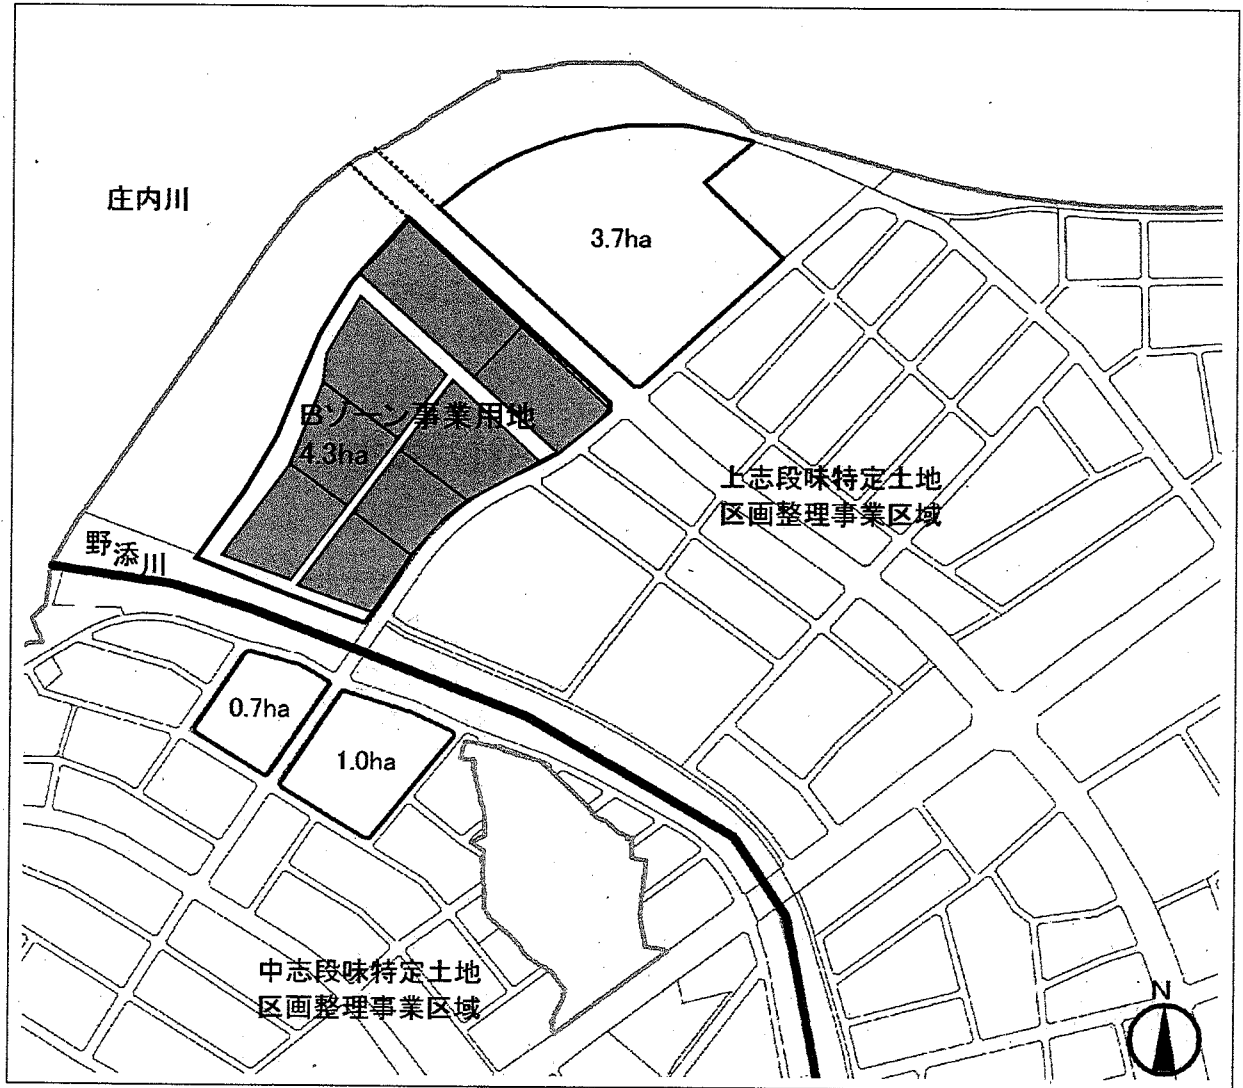 庄内川
3.7ha
Bゾーン事業用地
4.3ha
上志段味特定土地
区画整理事業区域
野添川
0.7ha
1.0ha
中志段味特定土地
区画整理事業区域
N